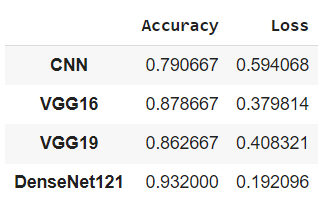 Accuracy Loss
CNN 0.790667 0.594068
VGG16 0.878667 0.379814
VGG19 0.862667 0.408321
DenseNet121 0.932000 0.192096